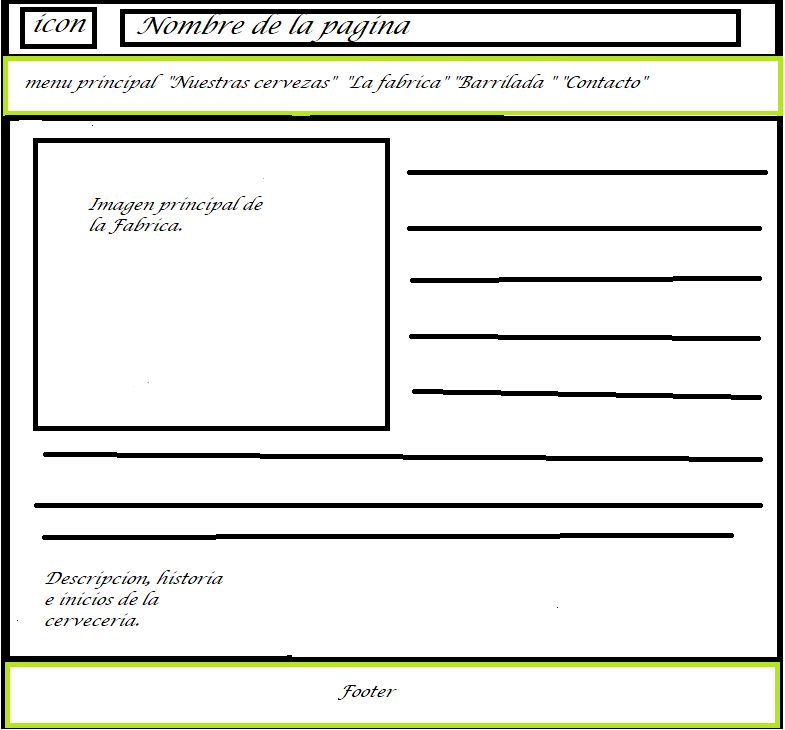 icon
Nombre de la pagina
menu principal "Nuestras cervezas" "La fabrica" "Barrilada " "Contacto"
Imagen principal de
la Fabrica.
Descripcion, historia
e inicios de la
cerveceria.
Footer